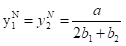 y₁ᴺ = y₂ᴺ = a / (2b₁ + b₂)